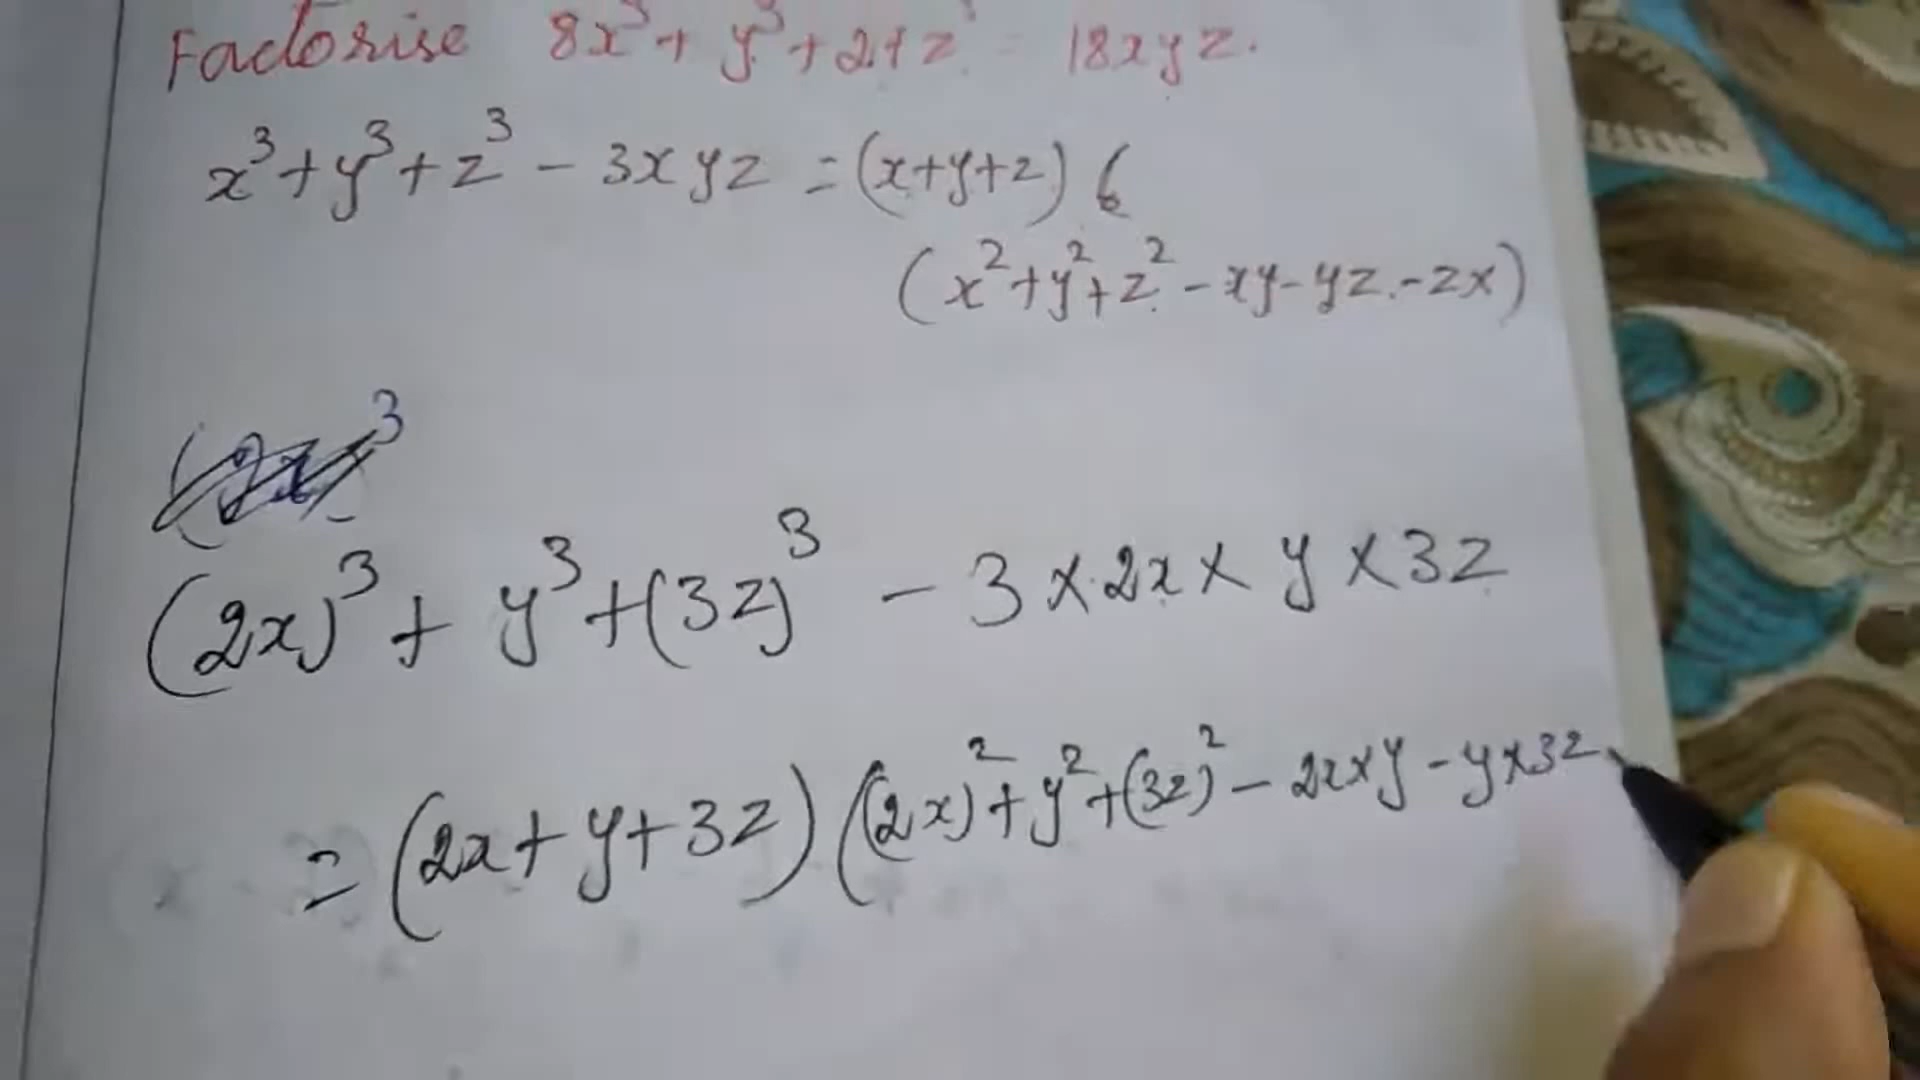 Factorise 8x³ + y³ + 27z³ - 18xyz.
x³ + y³ + z³ - 3xyz = (x+y+z) (
(x² + y² + z² - xy - yz - zx)
(2x)³ + y³ + (3z)³ - 3 × 2x × y × 3z
= (2x + y + 3z) ((2x)² + y² + (3z)² - 2x×y - y×3z